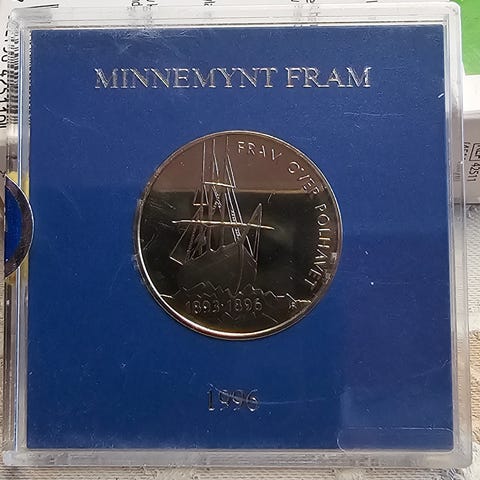 MINNEMYNT FRAM
FRAM OVER POLHAVET
1893-1896
1996